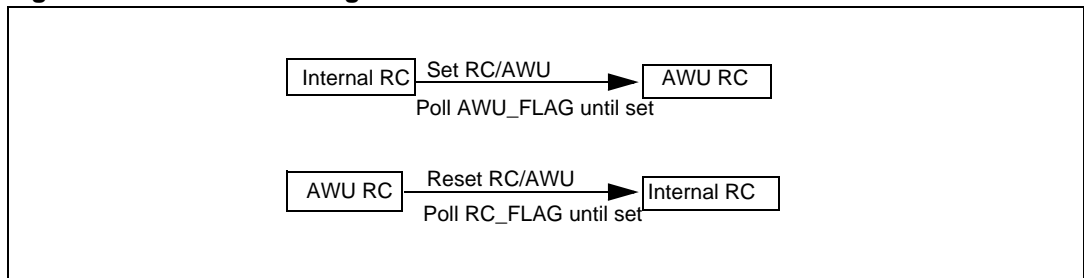 Internal RC Set RC/AWU AWU RC
Poll AWU_FLAG until set
AWU RC Reset RC/AWU Internal RC
Poll RC_FLAG until set